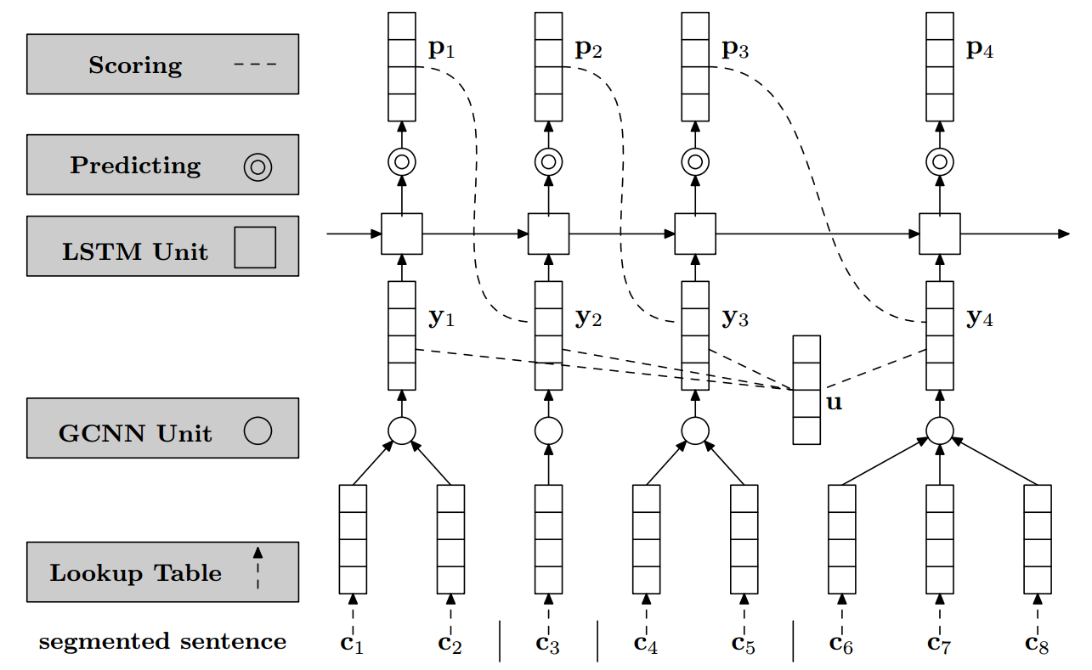 Scoring
Predicting
LSTM Unit
GCNN Unit
Lookup Table
segmented sentence
p1 p2 p3 p4
y1 y2 y3 y4
u
c1 c2 | c3 | c4 c5 | c6 c7 c8